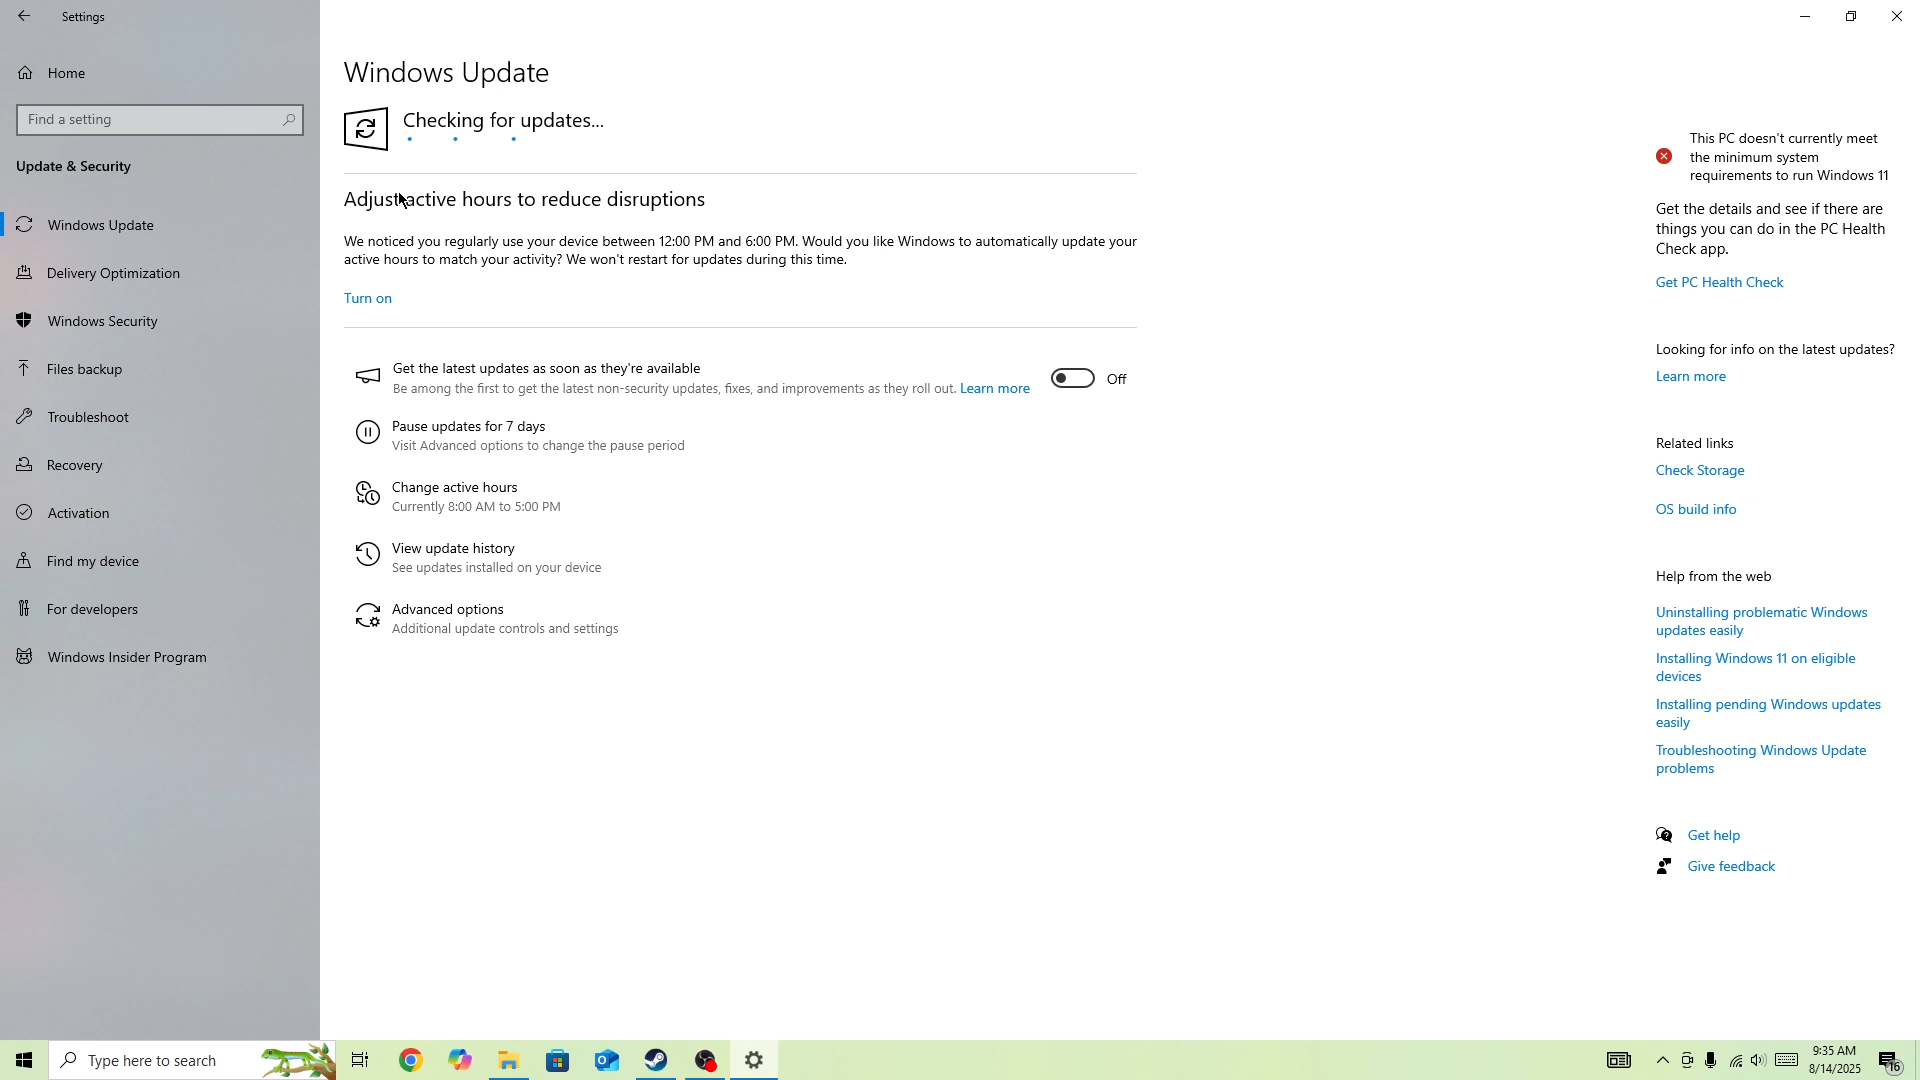 Settings
Home
Find a setting
Update & Security
Windows Update
Delivery Optimization
Windows Security
Files backup
Troubleshoot
Recovery
Activation
Find my device
For developers
Windows Insider Program
Windows Update
Checking for updates...
Adjust active hours to reduce disruptions
We noticed you regularly use your device between 12:00 PM and 6:00 PM. Would you like Windows to automatically update your
active hours to match your activity? We won't restart for updates during this time.
Turn on
Get the latest updates as soon as they're available
Be among the first to get the latest non-security updates, fixes, and improvements as they roll out. Learn more
Off
Pause updates for 7 days
Visit Advanced options to change the pause period
Change active hours
Currently 8:00 AM to 5:00 PM
View update history
See updates installed on your device
Advanced options
Additional update controls and settings
This PC doesn't currently meet
the minimum system
requirements to run Windows 11
Get the details and see if there are
things you can do in the PC Health
Check app.
Get PC Health Check
Looking for info on the latest updates?
Learn more
Related links
Check Storage
OS build info
Help from the web
Uninstalling problematic Windows
updates easily
Installing Windows 11 on eligible
devices
Installing pending Windows updates
easily
Troubleshooting Windows Update
problems
Get help
Give feedback
Type here to search
9:35 AM
8/14/2025
16